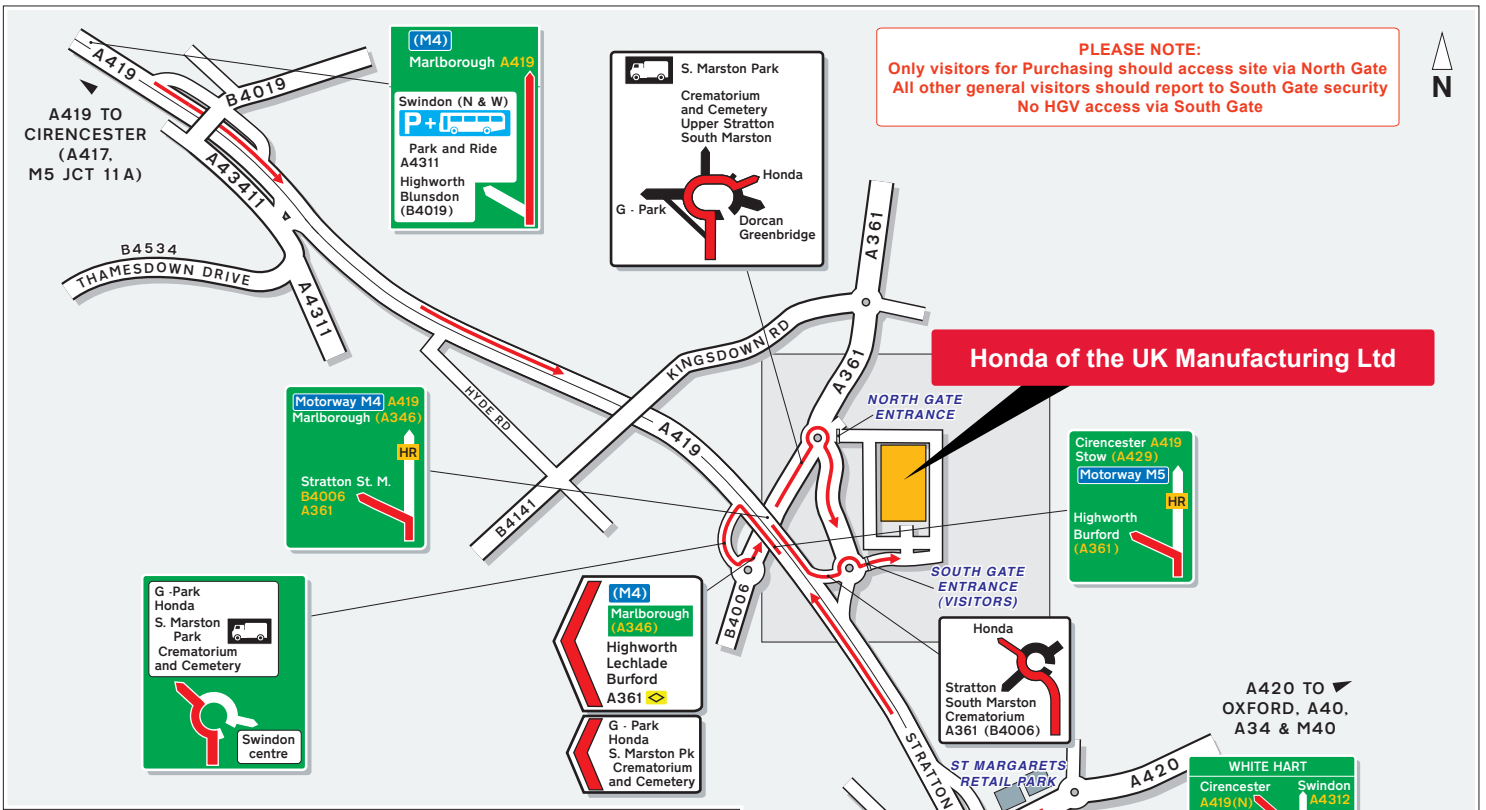 PLEASE NOTE:
Only visitors for Purchasing should access site via North Gate
All other general visitors should report to South Gate security
No HGV access via South Gate
N
A419
B4019
A419 TO
CIRENCESTER
(A417,
M5 JCT 11A)
A43411
B4534
THAMESDOWN DRIVE
A4311
(M4)
Marlborough A419
Swindon (N & W)
P+
Park and Ride
A4311
Highworth
Blunsdon
(B4019)
S. Marston Park
Crematorium
and Cemetery
Upper Stratton
South Marston
Honda
G - Park
Dorcan
Greenbridge
A361
KINGSDOWN RD
A361
Honda of the UK Manufacturing Ltd
HYDE RD
A419
B4141
NORTH GATE
ENTRANCE
Motorway M4 A419
Marlborough (A346)
HR
Stratton St. M.
B4006
A361
Cirencester A419
Stow (A429)
Motorway M5
HR
Highworth
Burford
(A361)
SOUTH GATE
ENTRANCE
(VISITORS)
B4006
G -Park
Honda
S. Marston
Park
Crematorium
and Cemetery
Swindon
centre
(M4)
Marlborough
(A346)
Highworth
Lechlade
Burford
A361
G - Park
Honda
S. Marston Pk
Crematorium
and Cemetery
Honda
Stratton
South Marston
Crematorium
A361 (B4006)
STRATTON
ST MARGARETS
RETAIL PARK
A420 TO
OXFORD, A40,
A34 & M40
A420
WHITE HART
Cirencester
A419(N)
Swindon
A4312